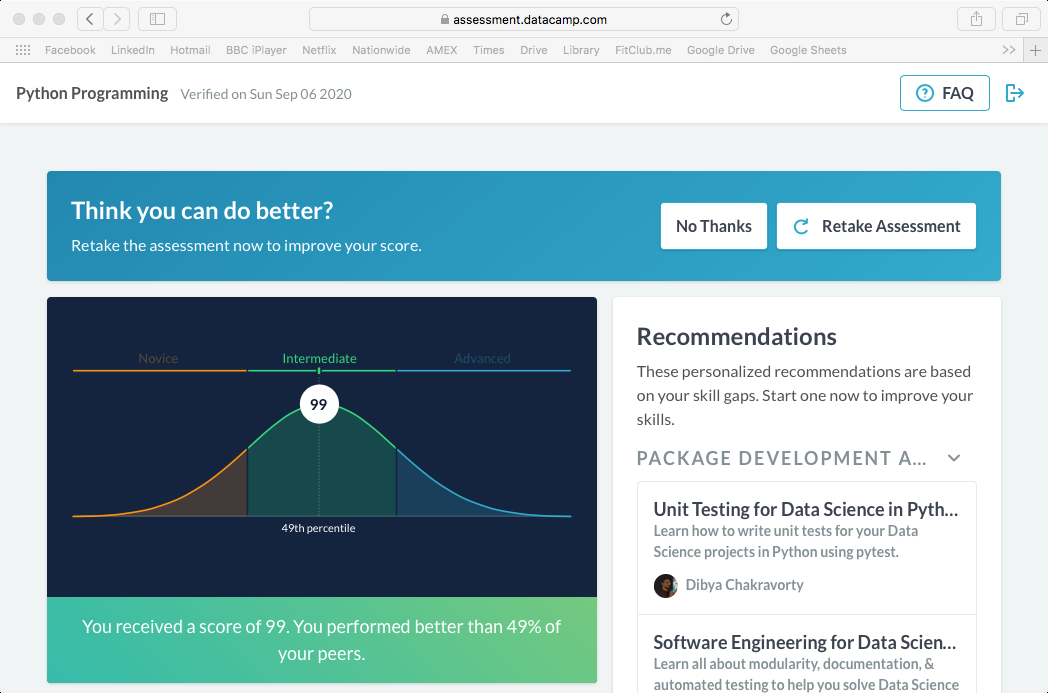 assessment.datacamp.com
Facebook LinkedIn Hotmail BBC iPlayer Netflix Nationwide AMEX Times Drive Library FitClub.me Google Drive Google Sheets >>
Python Programming Verified on Sun Sep 06 2020
FAQ
Think you can do better?
Retake the assessment now to improve your score.
No Thanks
Retake Assessment
Novice Intermediate Advanced
99
49th percentile
You received a score of 99. You performed better than 49% of
your peers.
Recommendations
These personalized recommendations are based
on your skill gaps. Start one now to improve your
skills.
PACKAGE DEVELOPMENT A...
Unit Testing for Data Science in Pyth...
Learn how to write unit tests for your Data
Science projects in Python using pytest.
Dibya Chakravorty
Software Engineering for Data Scien...
Learn all about modularity, documentation, &
automated testing to help you solve Data Science